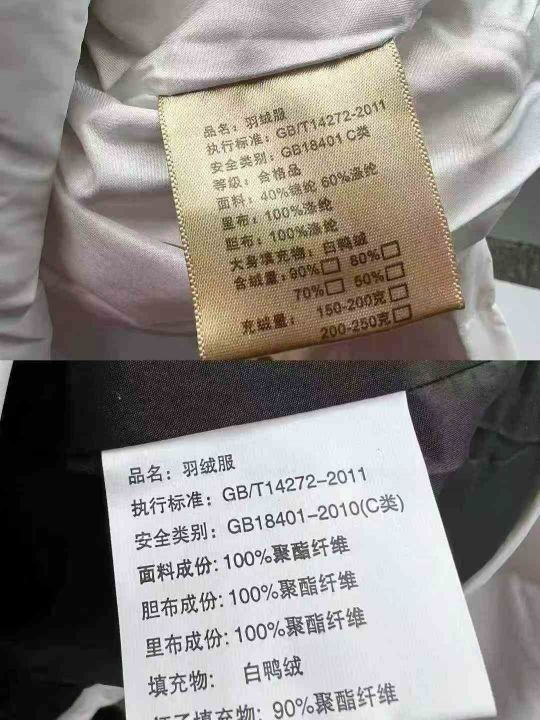 品名：羽绒服
执行标准：GB/T14272-2011
安全类别：GB18401 C类
等级：合格品
面料：40%锦纶 60%涤纶
里布：100%涤纶
胆布：100%涤纶
大身填充物：白鸭绒
含绒量：90%□ 80%□
70%□ 50%□
充绒量：150-200克□
200-250克□
品名：羽绒服
执行标准：GB/T14272-2011
安全类别：GB18401-2010(C类)
面料成份：100%聚酯纤维
胆布成份：100%聚酯纤维
里布成份：100%聚酯纤维
填充物： 白鸭绒
填充物：90%聚酯纤维